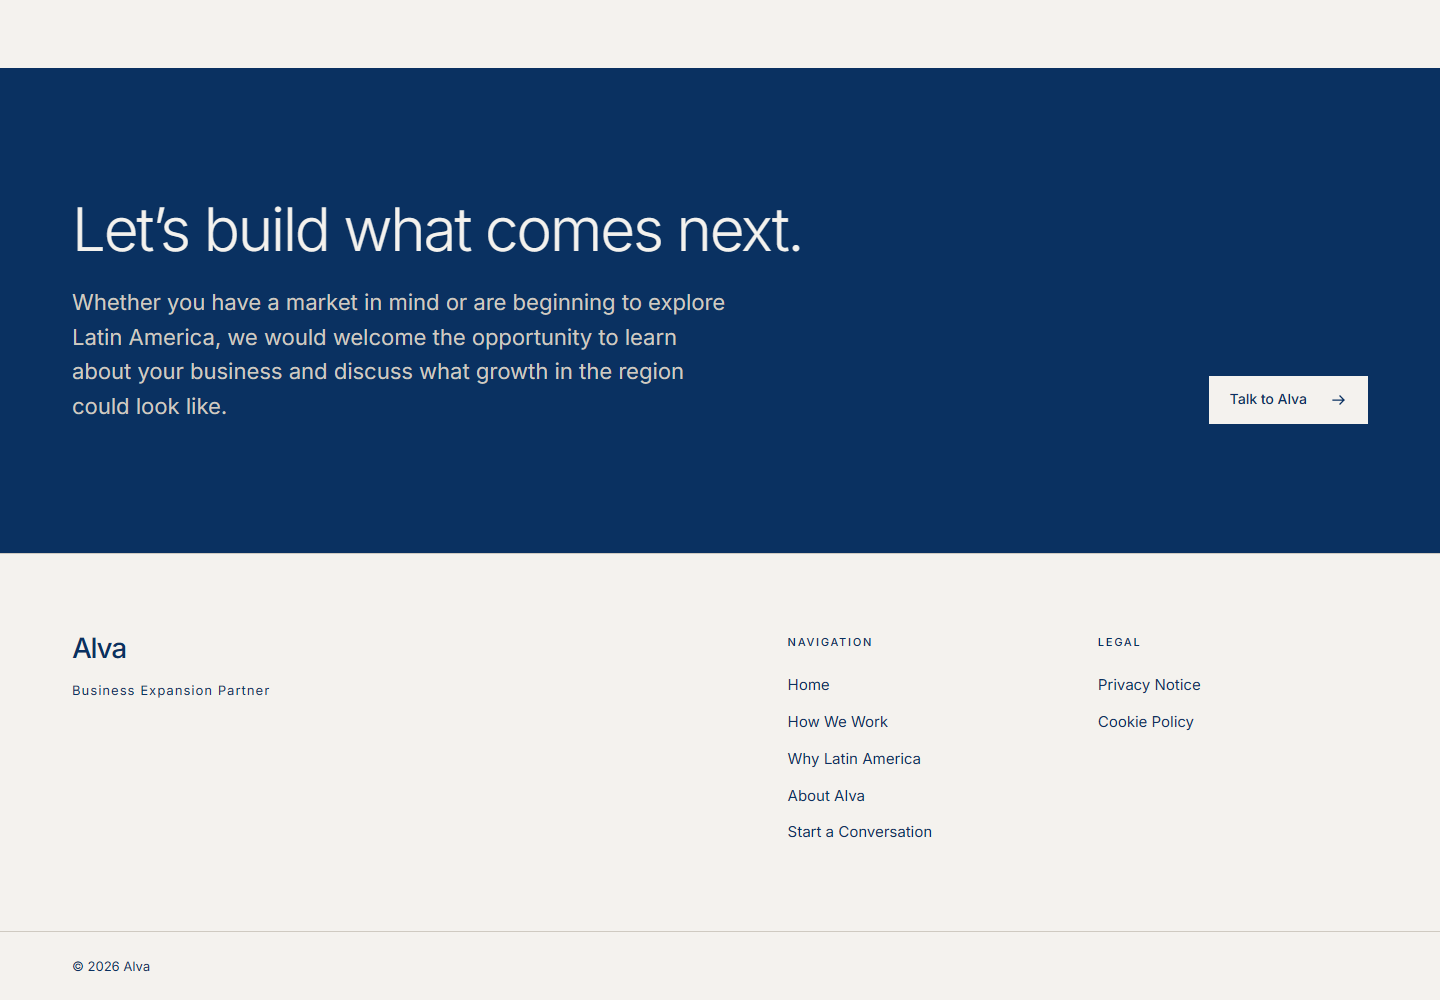 Let’s build what comes next.
Whether you have a market in mind or are beginning to explore
Latin America, we would welcome the opportunity to learn
about your business and discuss what growth in the region
could look like.
Talk to Alva →
Alva
Business Expansion Partner
NAVIGATION
Home
How We Work
Why Latin America
About Alva
Start a Conversation
LEGAL
Privacy Notice
Cookie Policy
© 2026 Alva